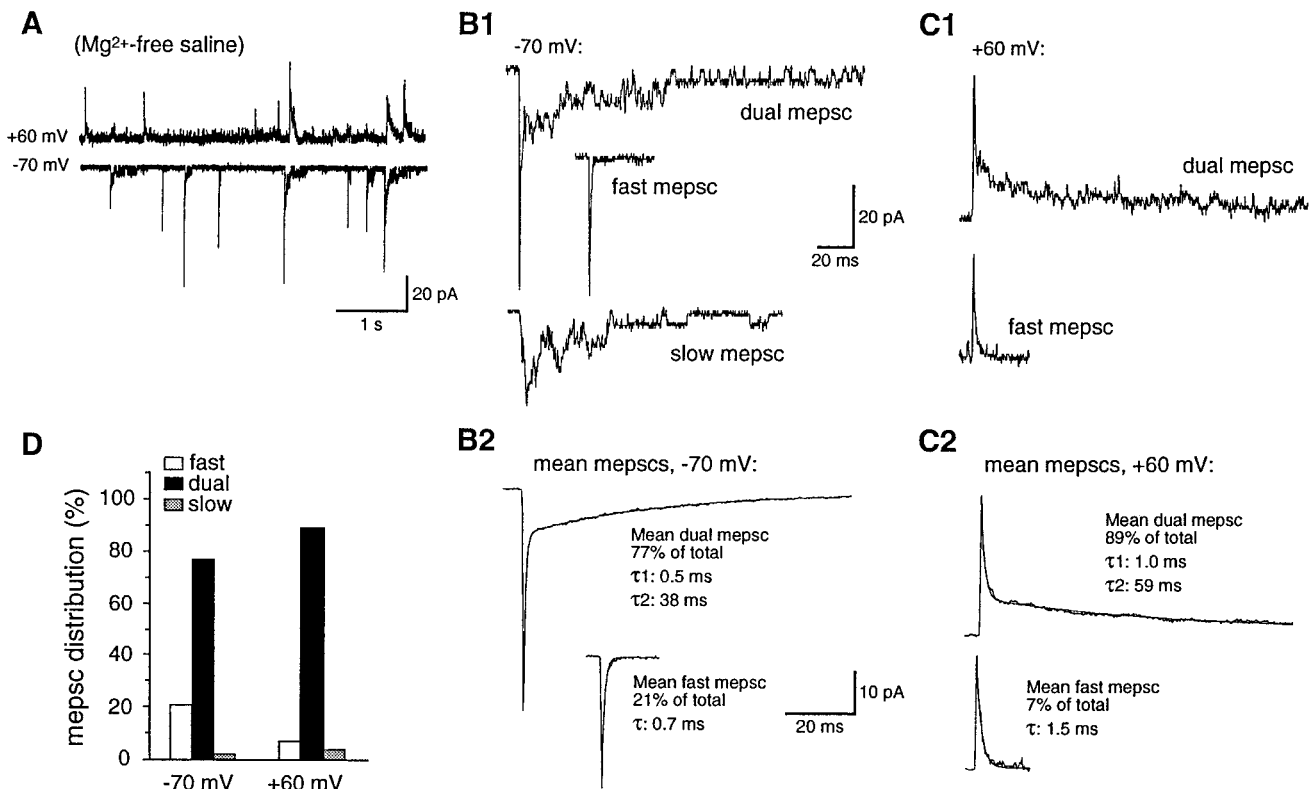 A
(Mg2+-free saline)
+60 mV
-70 mV
20 pA
1 s
B1
-70 mV:
dual mepsc
fast mepsc
20 pA
20 ms
slow mepsc
C1
+60 mV:
dual mepsc
fast mepsc
D
fast
dual
slow
mepsc distribution (%)
100
80
60
40
20
0
-70 mV
+60 mV
B2
mean mepscs, -70 mV:
Mean dual mepsc
77% of total
τ1: 0.5 ms
τ2: 38 ms
Mean fast mepsc
21% of total
τ: 0.7 ms
10 pA
20 ms
C2
mean mepscs, +60 mV:
Mean dual mepsc
89% of total
τ1: 1.0 ms
τ2: 59 ms
Mean fast mepsc
7% of total
τ: 1.5 ms